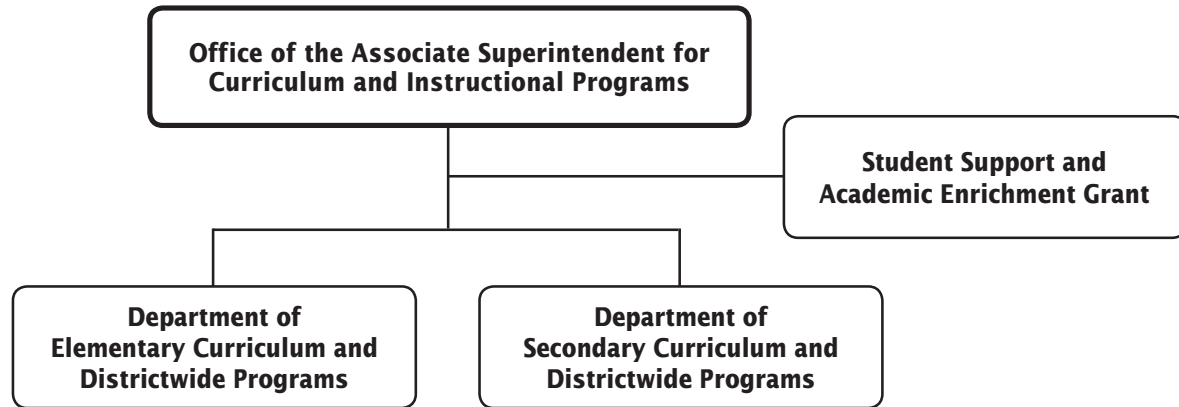 Office of the Associate Superintendent for
Curriculum and Instructional Programs
Student Support and
Academic Enrichment Grant
Department of
Elementary Curriculum and
Districtwide Programs
Department of
Secondary Curriculum and
Districtwide Programs